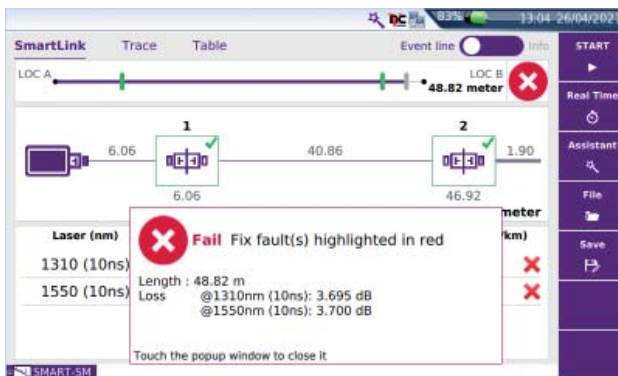 DC 83% 13:04 26/04/2021
SmartLink Trace Table Event line Info START
LOC A LOC B
48.82 meter
Real Time
1 2
6.06 40.86 1.90
Assistant
6.06 46.92
File
meter
Laser (nm) km)
Fail Fix fault(s) highlighted in red
Save
1310 (10ns)
Length : 48.82 m
1550 (10ns)
Loss @1310nm (10ns): 3.695 dB
@1550nm (10ns): 3.700 dB
Touch the popup window to close it
SMART-SM